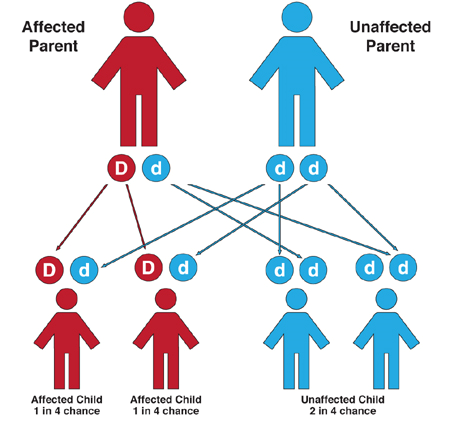 Affected
Parent
Unaffected
Parent
D d d d
D d D d d d d d
Affected Child
1 in 4 chance
Affected Child
1 in 4 chance
Unaffected Child
2 in 4 chance